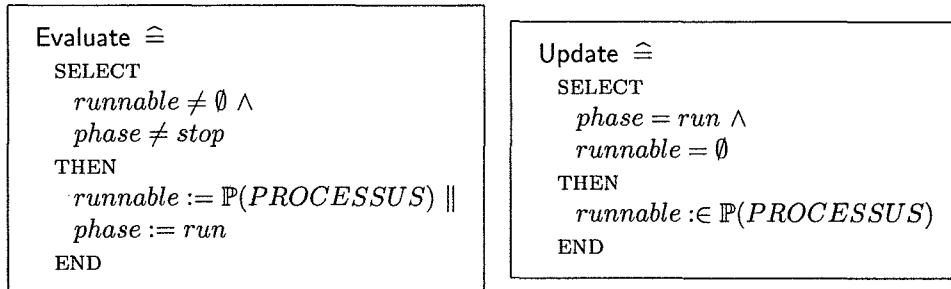 Evaluate ≙
SELECT
runnable ≠ ∅ ∧
phase ≠ stop
THEN
runnable := ℙ(PROCESSUS) ||
phase := run
END
Update ≙
SELECT
phase = run ∧
runnable = ∅
THEN
runnable :∈ ℙ(PROCESSUS)
END